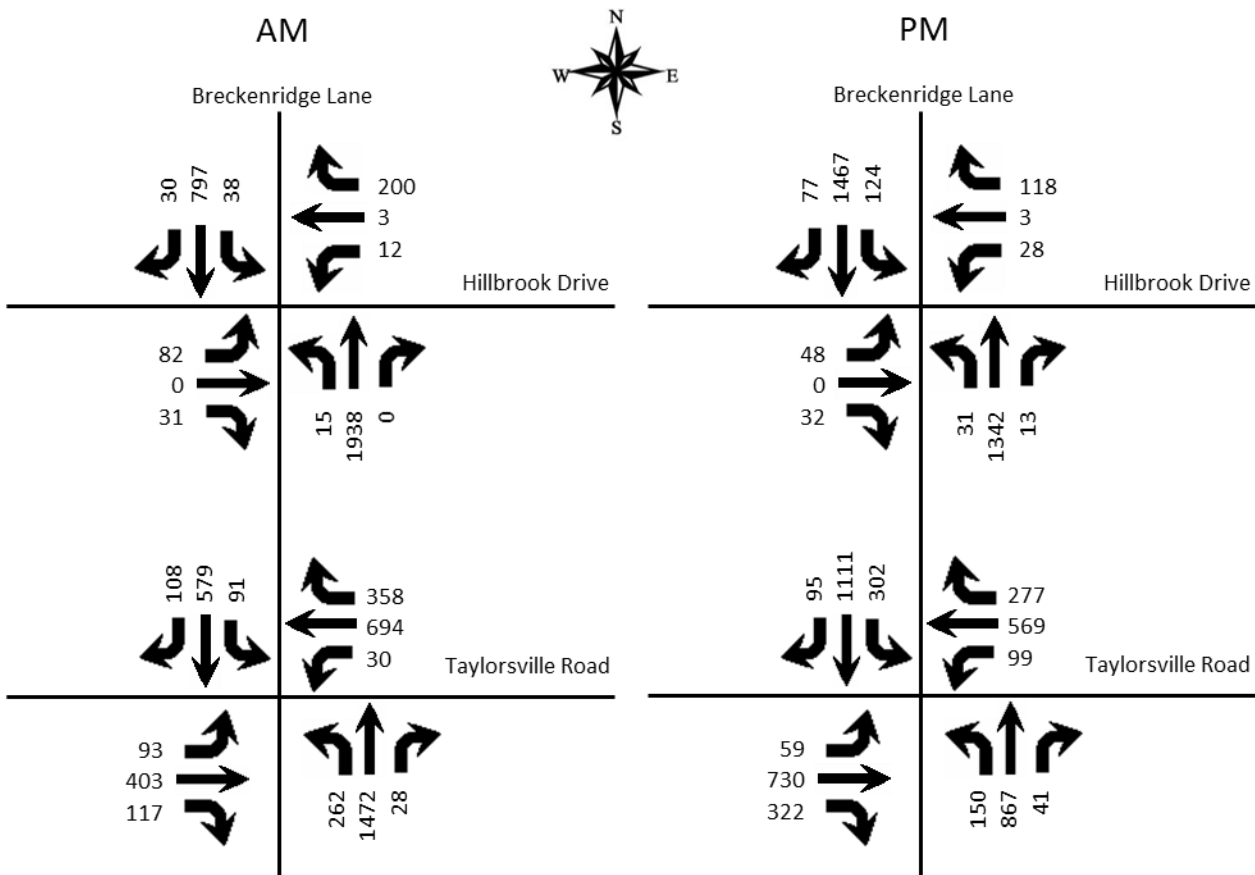 AM
N
W E
S
PM
Breckenridge Lane
Breckenridge Lane
30 797 38
200
3
12
77 1467 124
118
3
28
Hillbrook Drive
Hillbrook Drive
82
0
31
15 1938 0
48
0
32
31 1342 13
108 579 91
358
694
30
95 1111 302
277
569
99
Taylorsville Road
Taylorsville Road
93
403
117
262 1472 28
59
730
322
150 867 41